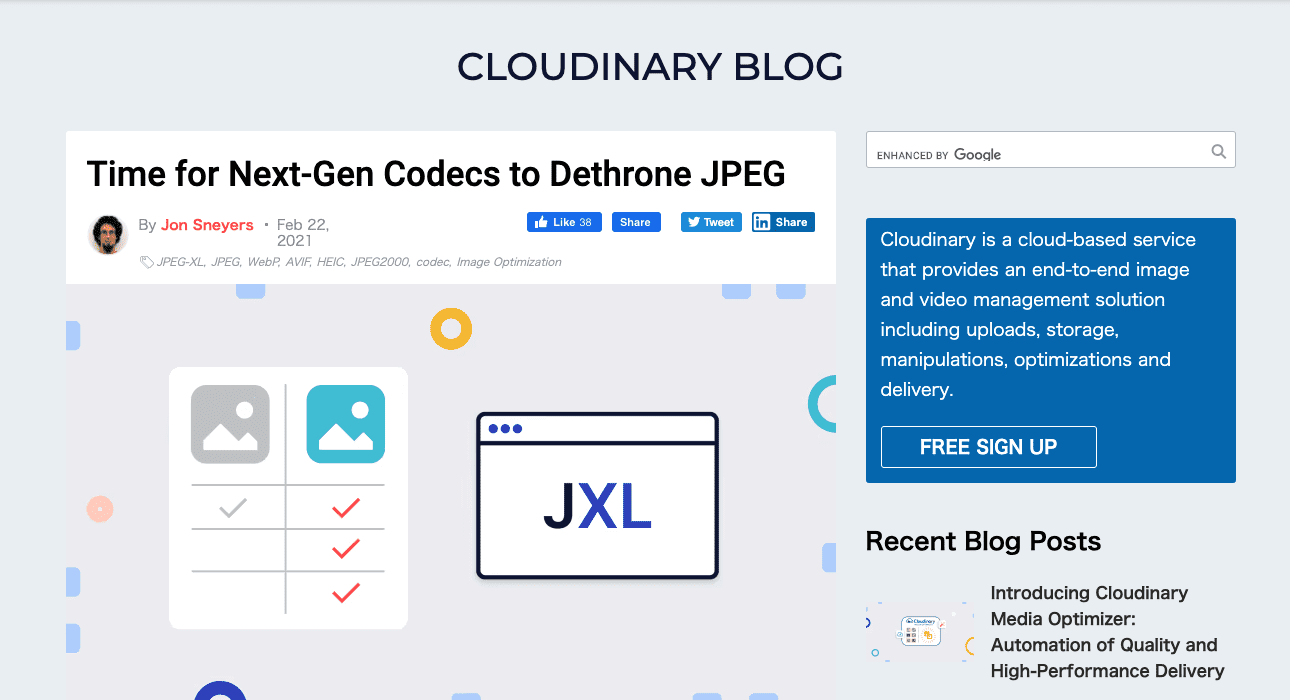 CLOUDINARY BLOG
Time for Next-Gen Codecs to Dethrone JPEG
By Jon Sneyers • Feb 22,
2021
Like 38
Share
Tweet
in Share
JPEG-XL, JPEG, WebP, AVIF, HEIC, JPEG2000, codec, Image Optimization
JXL
ENHANCED BY Google
Cloudinary is a cloud-based service
that provides an end-to-end image
and video management solution
including uploads, storage,
manipulations, optimizations and
delivery.
FREE SIGN UP
Recent Blog Posts
Introducing Cloudinary
Media Optimizer:
Automation of Quality and
High-Performance Delivery